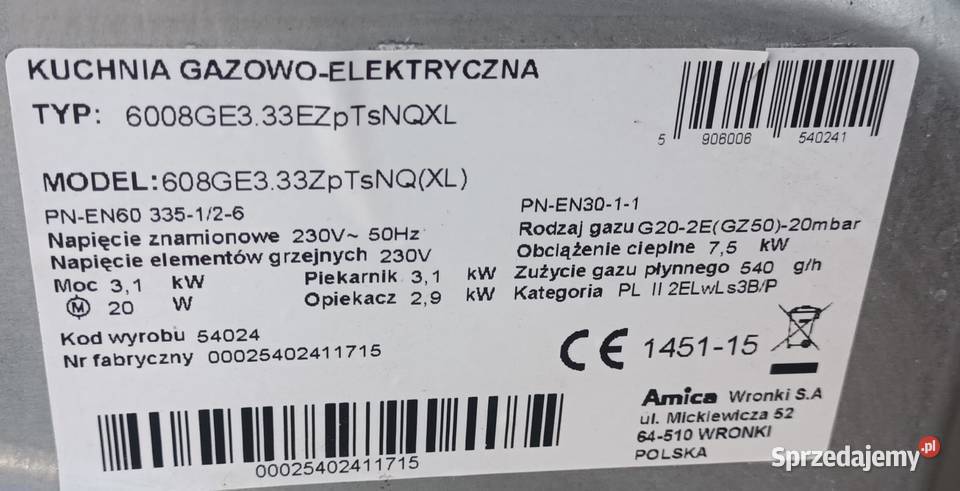 KUCHNIA GAZOWO-ELEKTRYCZNA
TYP: 6008GE3.33EZpTsNQXL
5 906006 540241
MODEL:608GE3.33ZpTsNQ(XL)
PN-EN60 335-1/2-6
Napięcie znamionowe 230V~ 50Hz
Napięcie elementów grzejnych 230V
Moc 3,1 kW Piekarnik 3,1 kW
M 20 W Opiekacz 2,9 kW
PN-EN30-1-1
Rodzaj gazu G20-2E(GZ50)-20mbar
Obciążenie cieplne 7,5 kW
Zużycie gazu płynnego 540 g/h
Kategoria PL II 2ELwLs3B/P
Kod wyrobu 54024
Nr fabryczny 00025402411715
CE 1451-15
00025402411715
Amica Wronki S.A
ul. Mickiewicza 52
64-510 WRONKI
POLSKA
Sprzedajemy.pl